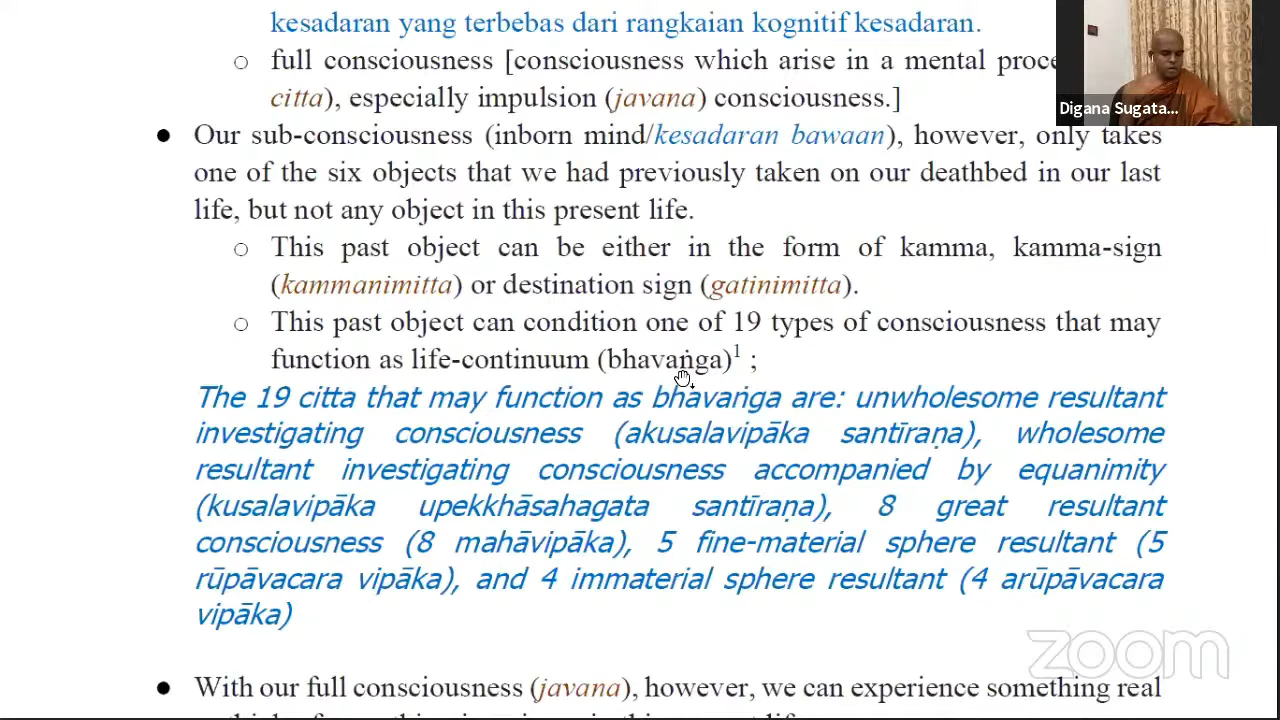 kesadaran yang terbebas dari rangkaian kognitif kesadaran.
○ full consciousness [consciousness which arise in a mental
citta), especially impulsion (javana) consciousness.]
Digana Sugata...
● Our sub-consciousness (inborn mind/kesadaran bawaan), however, only takes
one of the six objects that we had previously taken on our deathbed in our last
life, but not any object in this present life.
○ This past object can be either in the form of kamma, kamma-sign
(kammanimitta) or destination sign (gatinimitta).
○ This past object can condition one of 19 types of consciousness that may
function as life-continuum (bhavaṅga)¹ ;
The 19 citta that may function as bhavaṅga are: unwholesome resultant
investigating consciousness (akusalavipāka santīraṇa), wholesome
resultant investigating consciousness accompanied by equanimity
(kusalavipāka upekkhāsahagata santīraṇa), 8 great resultant
consciousness (8 mahāvipāka), 5 fine-material sphere resultant (5
rūpāvacara vipāka), and 4 immaterial sphere resultant (4 arūpāvacara
vipāka)
zoom
● With our full consciousness (javana), however, we can experience something real